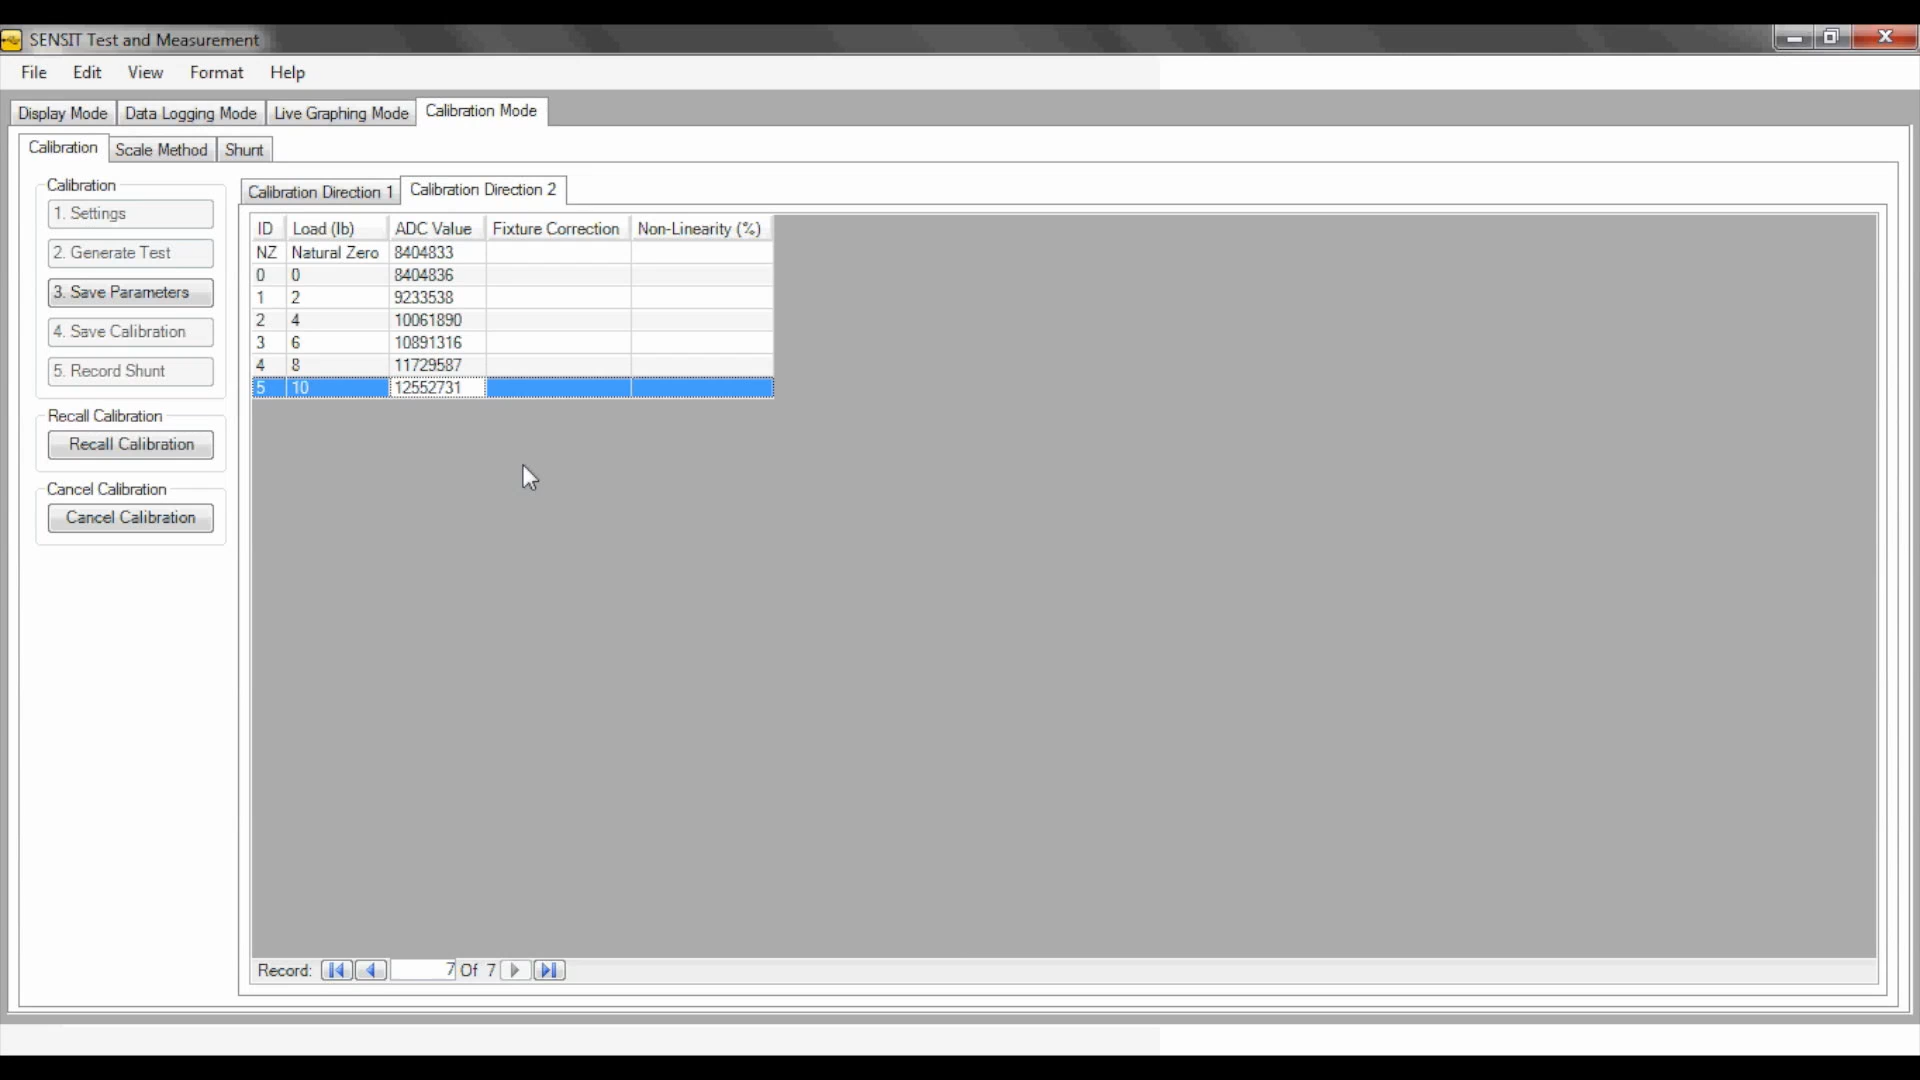 SENSIT Test and Measurement
File Edit View Format Help
Display Mode Data Logging Mode Live Graphing Mode Calibration Mode
Calibration Scale Method Shunt
Calibration
1. Settings
2. Generate Test
3. Save Parameters
4. Save Calibration
5. Record Shunt
Recall Calibration
Recall Calibration
Cancel Calibration
Cancel Calibration
Calibration Direction 1 Calibration Direction 2
ID Load (lb) ADC Value Fixture Correction Non-Linearity (%)
NZ Natural Zero 8404833
0 0 8404836
1 2 9233538
2 4 10061890
3 6 10891316
4 8 11729587
5 10 12552731
Record: 7 Of 7